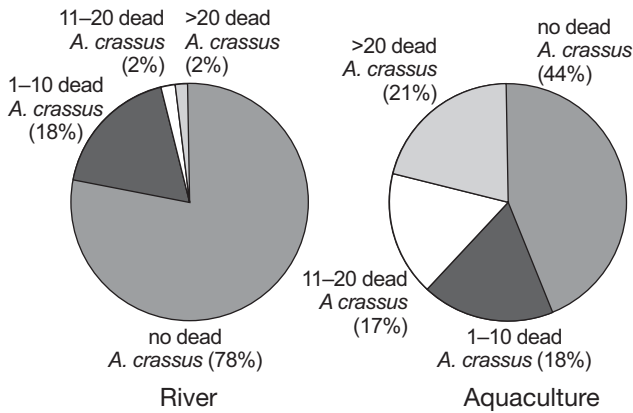 11–20 dead
A. crassus
(2%)
>20 dead
A. crassus
(2%)
1–10 dead
A. crassus
(18%)
no dead
A. crassus (78%)
River
>20 dead
A. crassus
(21%)
no dead
A. crassus
(44%)
11–20 dead
A crassus
(17%)
1–10 dead
A. crassus (18%)
Aquaculture